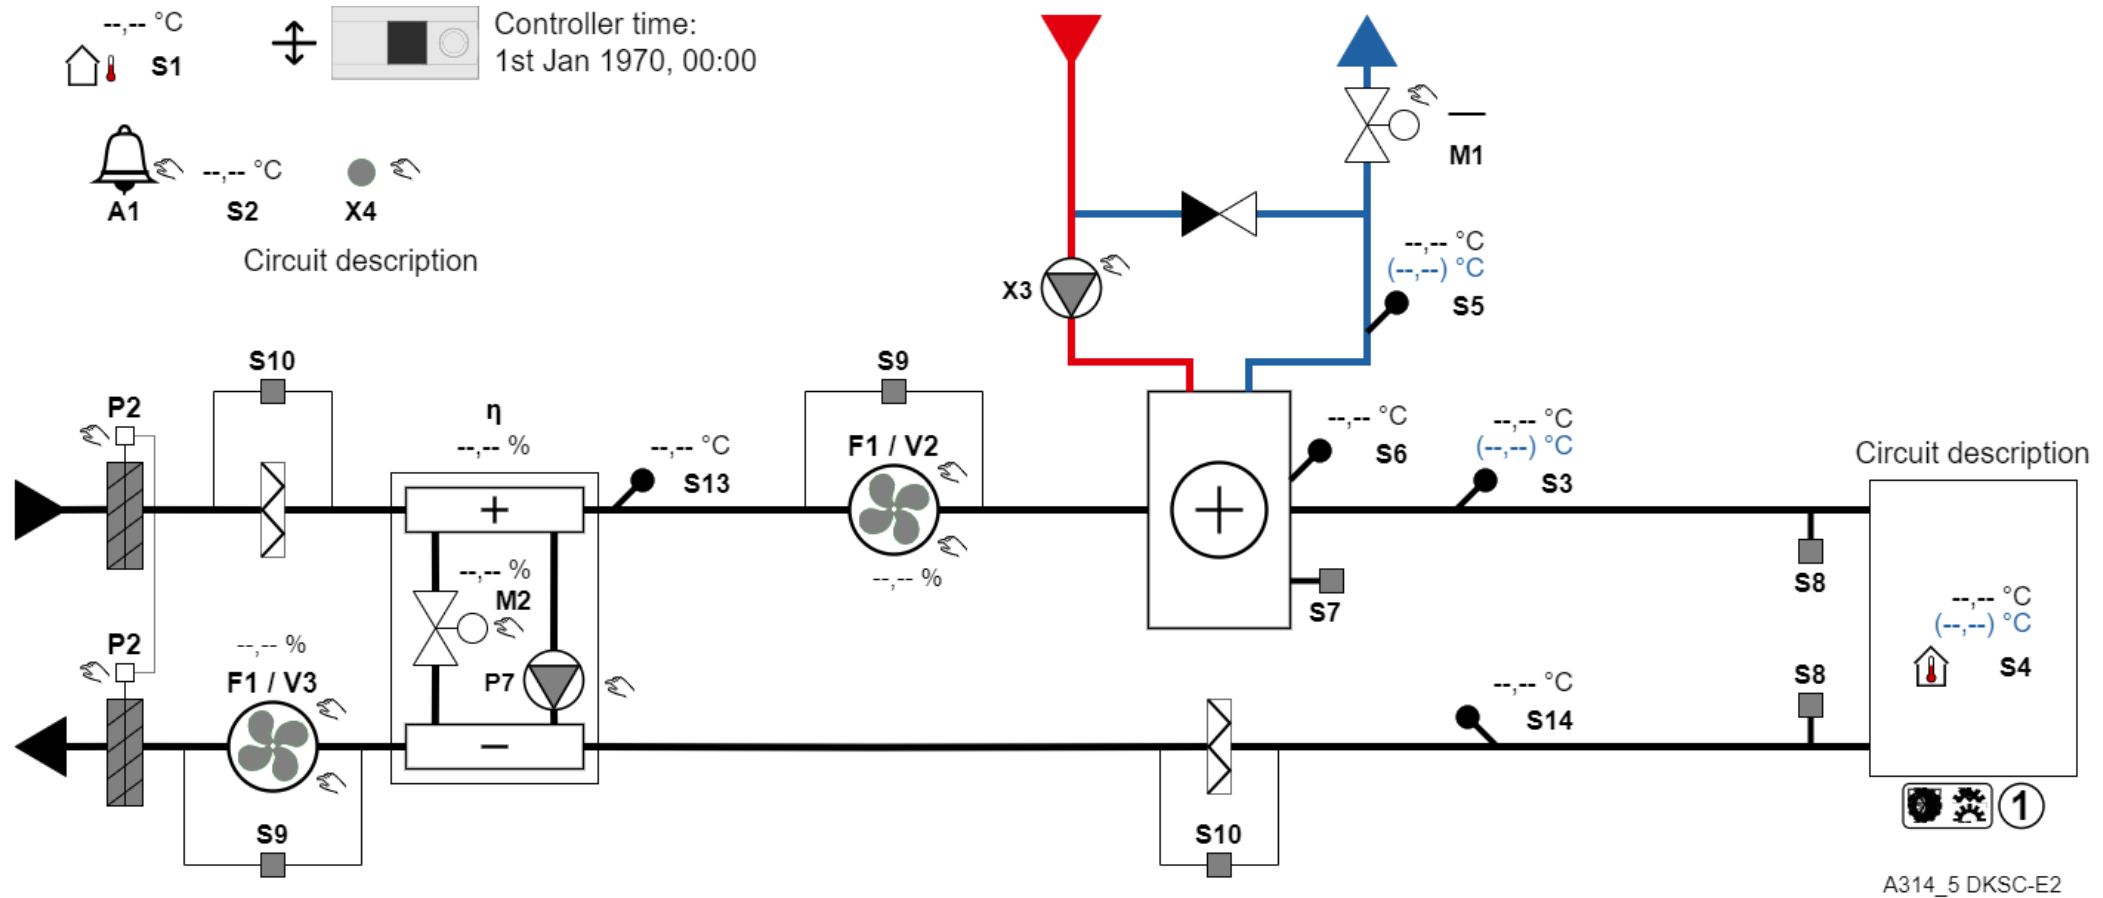 --,-- °C
S1
Controller time:
1st Jan 1970, 00:00
A1
--,-- °C
S2
X4
Circuit description
M1
X3
--,-- °C
(--,--) °C
S5
S10
S9
P2
η
--,-- %
--,-- °C
S13
F1 / V2
--,-- %
--,-- °C
S6
--,-- °C
(--,--) °C
S3
Circuit description
--,-- %
M2
S7
S8
--,-- °C
(--,--) °C
S4
P2
--,-- %
F1 / V3
P7
--,-- °C
S14
S8
S9
S10
1
A314_5 DKSC-E2